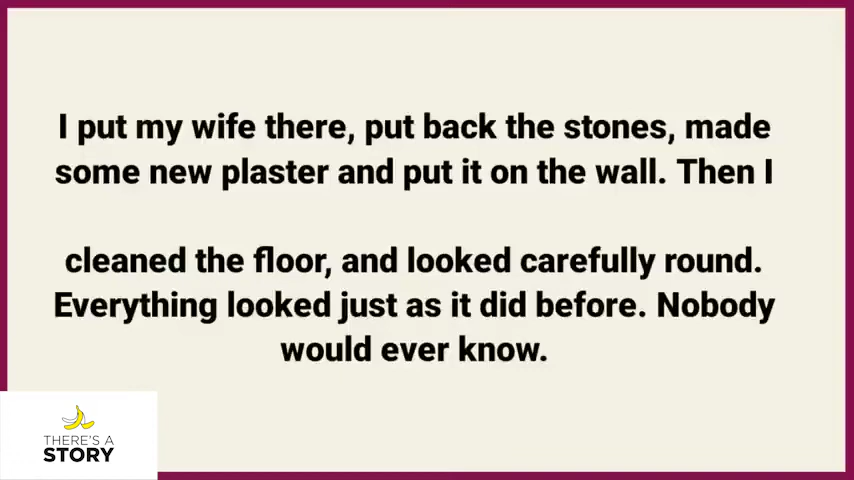 I put my wife there, put back the stones, made
some new plaster and put it on the wall. Then I
cleaned the floor, and looked carefully round.
Everything looked just as it did before. Nobody
would ever know.
THERE'S A
STORY